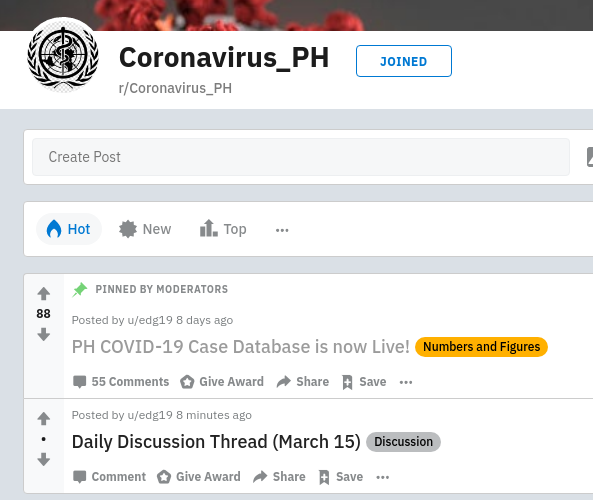 Coronavirus_PH
JOINED
r/Coronavirus_PH
Create Post
Hot New Top ...
PINNED BY MODERATORS
88
Posted by u/edg19 8 days ago
PH COVID-19 Case Database is now Live! Numbers and Figures
55 Comments Give Award Share Save ...
Posted by u/edg19 8 minutes ago
•
Daily Discussion Thread (March 15) Discussion
Comment Give Award Share Save ...